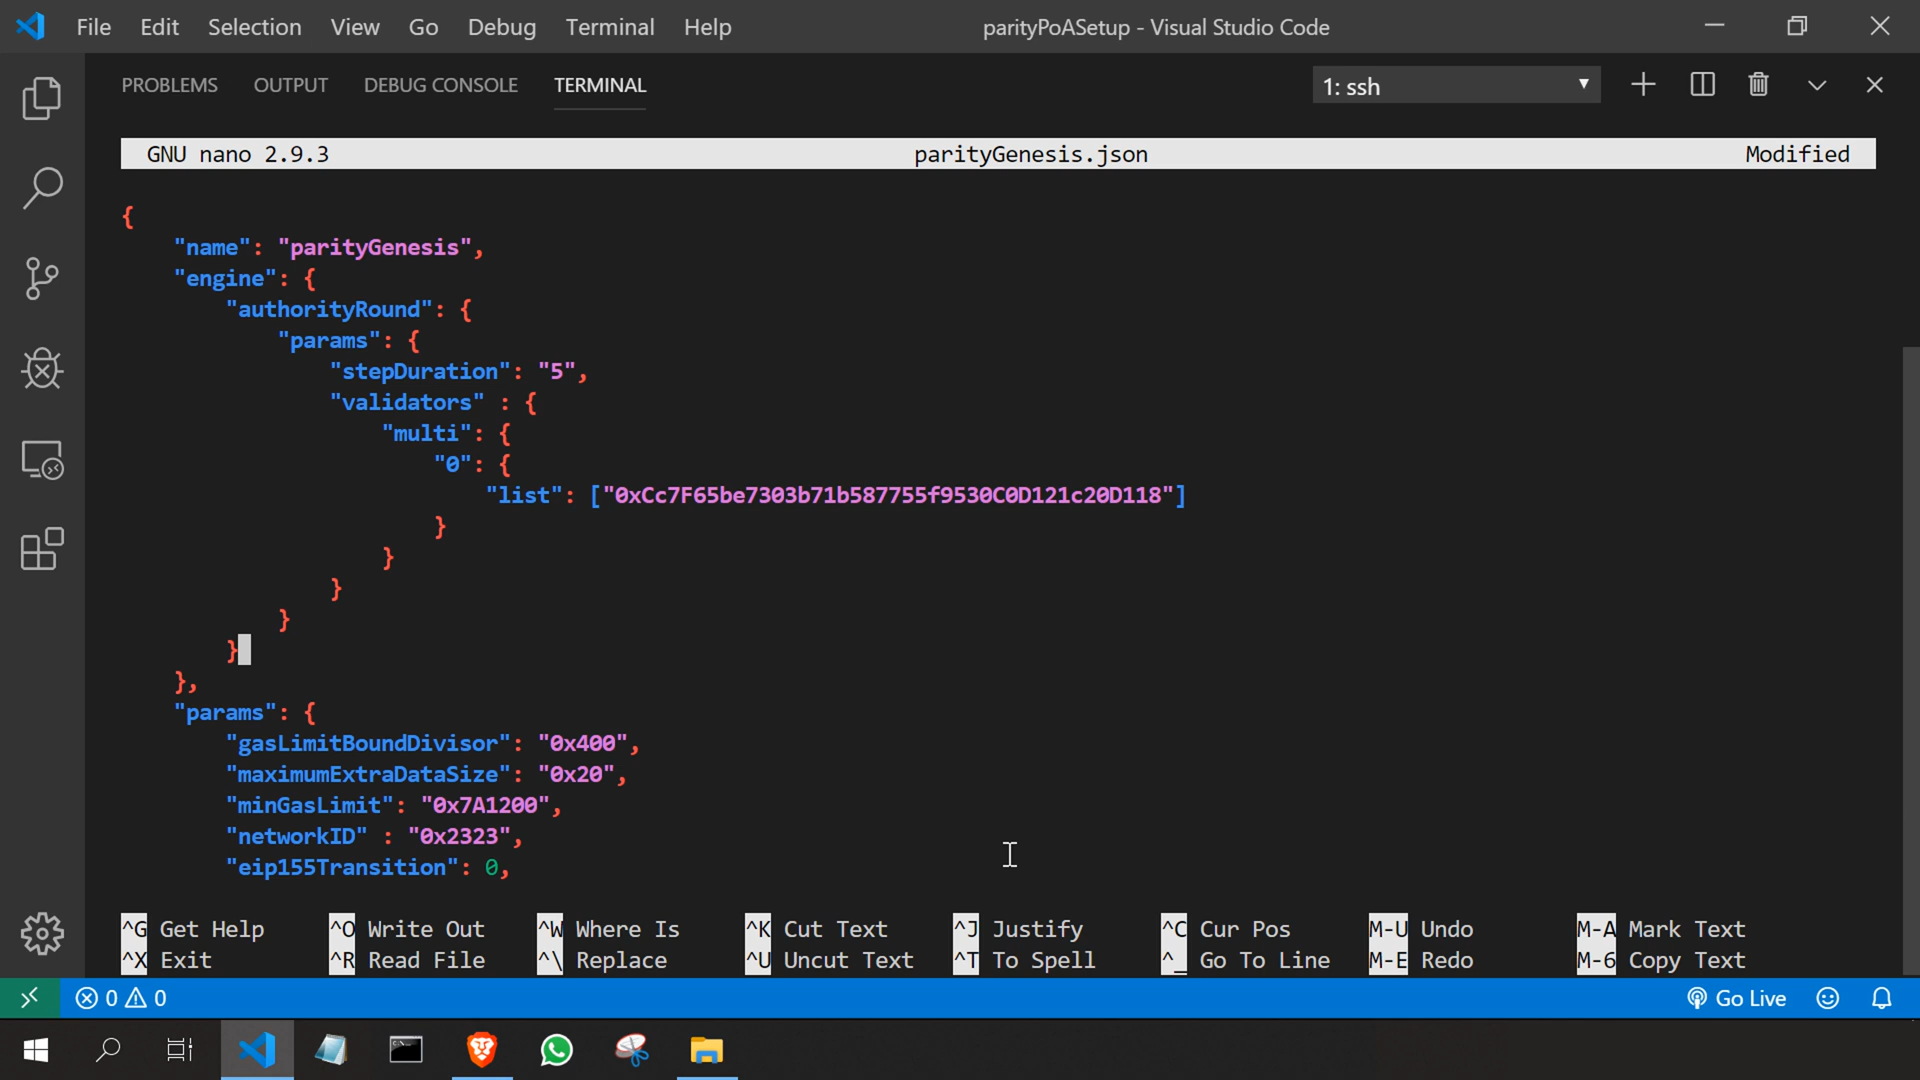 File Edit Selection View Go Debug Terminal Help parityPoASetup - Visual Studio Code
PROBLEMS OUTPUT DEBUG CONSOLE TERMINAL 1: ssh
GNU nano 2.9.3 parityGenesis.json Modified
{
"name": "parityGenesis",
"engine": {
"authorityRound": {
"params": {
"stepDuration": "5",
"validators" : {
"multi": {
"0": {
"list": ["0xCc7F65be7303b71b587755f9530C0D121c20D118"]
}
}
}
}
}
},
"params": {
"gasLimitBoundDivisor": "0x400",
"maximumExtraDataSize": "0x20",
"minGasLimit": "0x7A1200",
"networkID" : "0x2323",
"eip155Transition": 0,
^G Get Help ^O Write Out ^W Where Is ^K Cut Text ^J Justify ^C Cur Pos M-U Undo M-A Mark Text
^X Exit ^R Read File ^\ Replace ^U Uncut Text ^T To Spell ^_ Go To Line M-E Redo M-6 Copy Text
0 0 Go Live